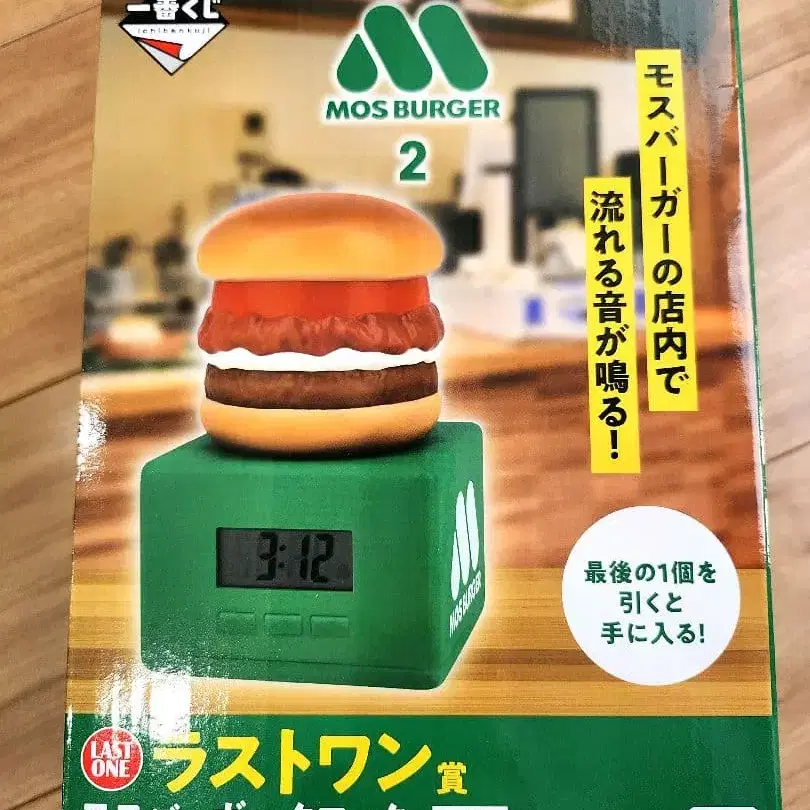 一番くじ
ichibankuji
MOS BURGER
2
モスバーガーの店内で
流れる音が鳴る!
3:12
MOS BURGER
最後の1個を
引くと
手に入る!
LAST
ONE
ラストワン賞